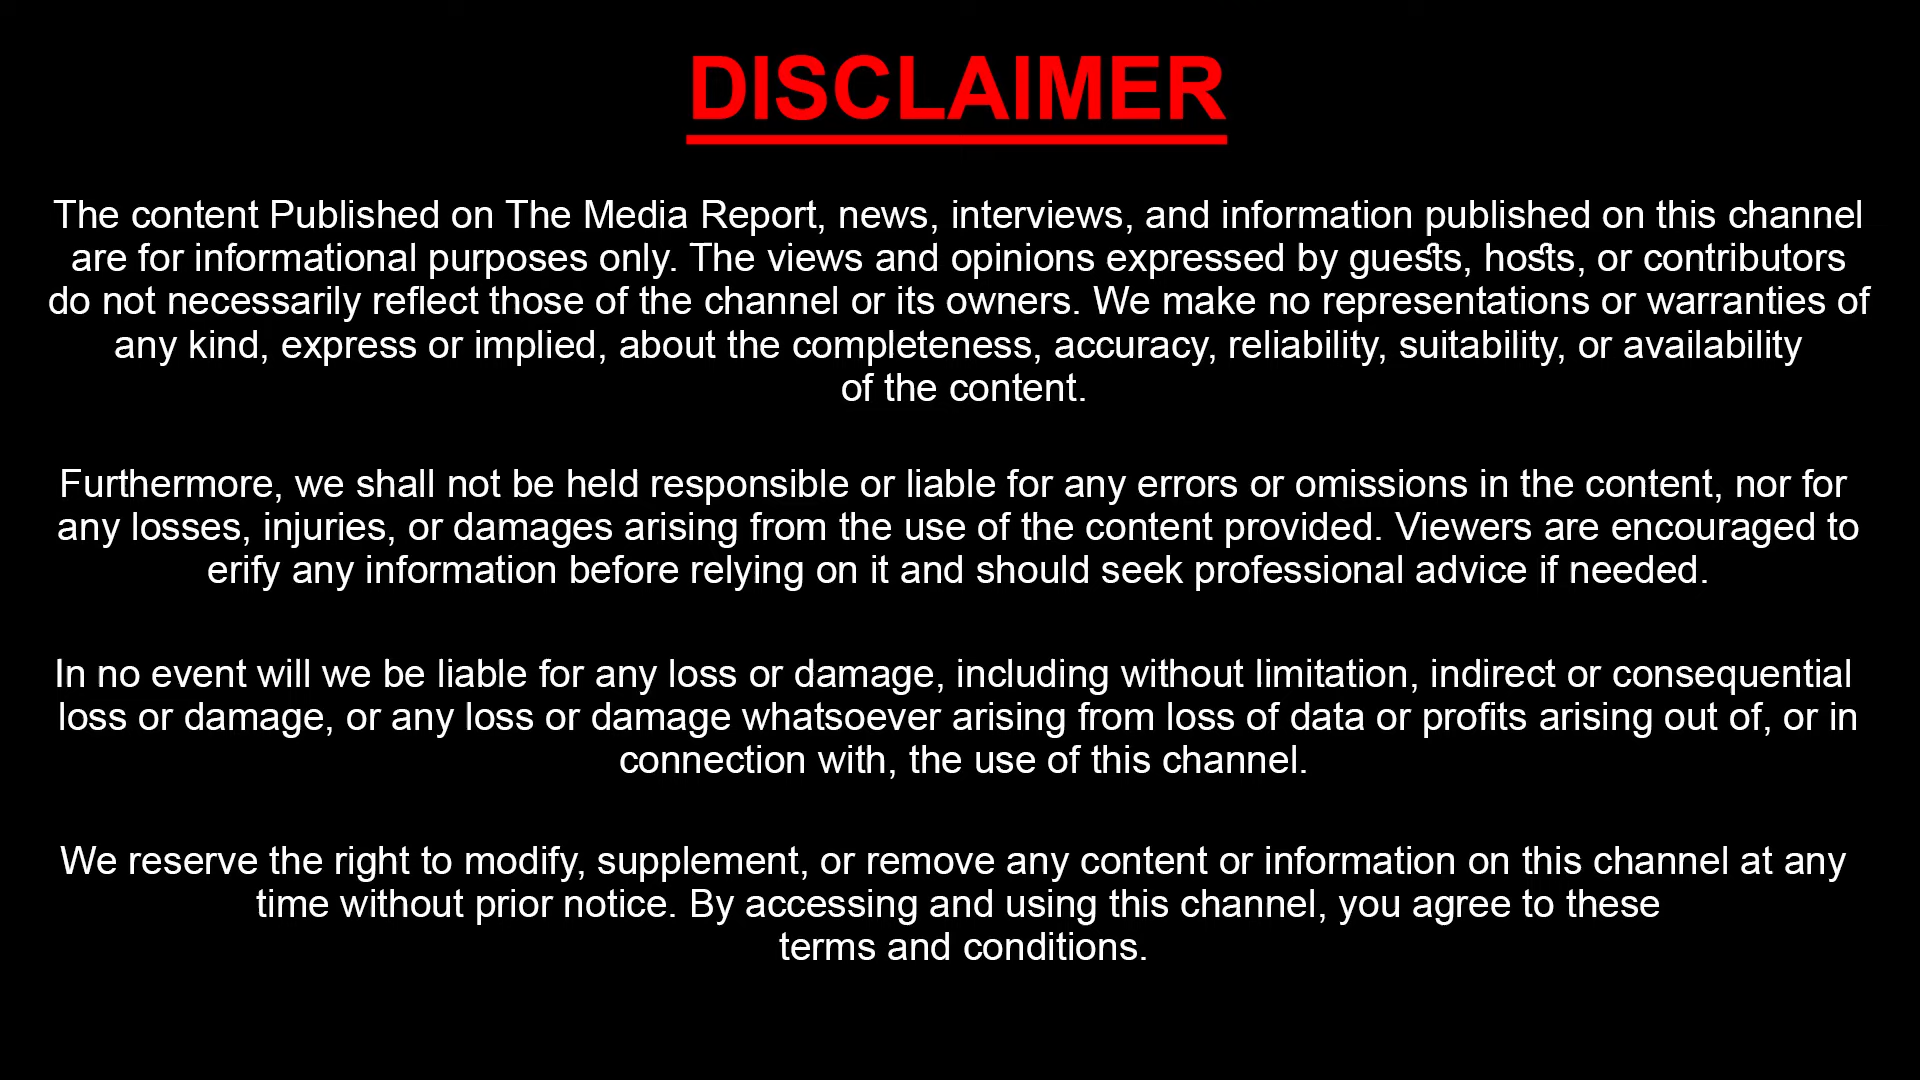 DISCLAIMER
The content Published on The Media Report, news, interviews, and information published on this channel
are for informational purposes only. The views and opinions expressed by guests, hosts, or contributors
do not necessarily reflect those of the channel or its owners. We make no representations or warranties of
any kind, express or implied, about the completeness, accuracy, reliability, suitability, or availability
of the content.
Furthermore, we shall not be held responsible or liable for any errors or omissions in the content, nor for
any losses, injuries, or damages arising from the use of the content provided. Viewers are encouraged to
erify any information before relying on it and should seek professional advice if needed.
In no event will we be liable for any loss or damage, including without limitation, indirect or consequential
loss or damage, or any loss or damage whatsoever arising from loss of data or profits arising out of, or in
connection with, the use of this channel.
We reserve the right to modify, supplement, or remove any content or information on this channel at any
time without prior notice. By accessing and using this channel, you agree to these
terms and conditions.